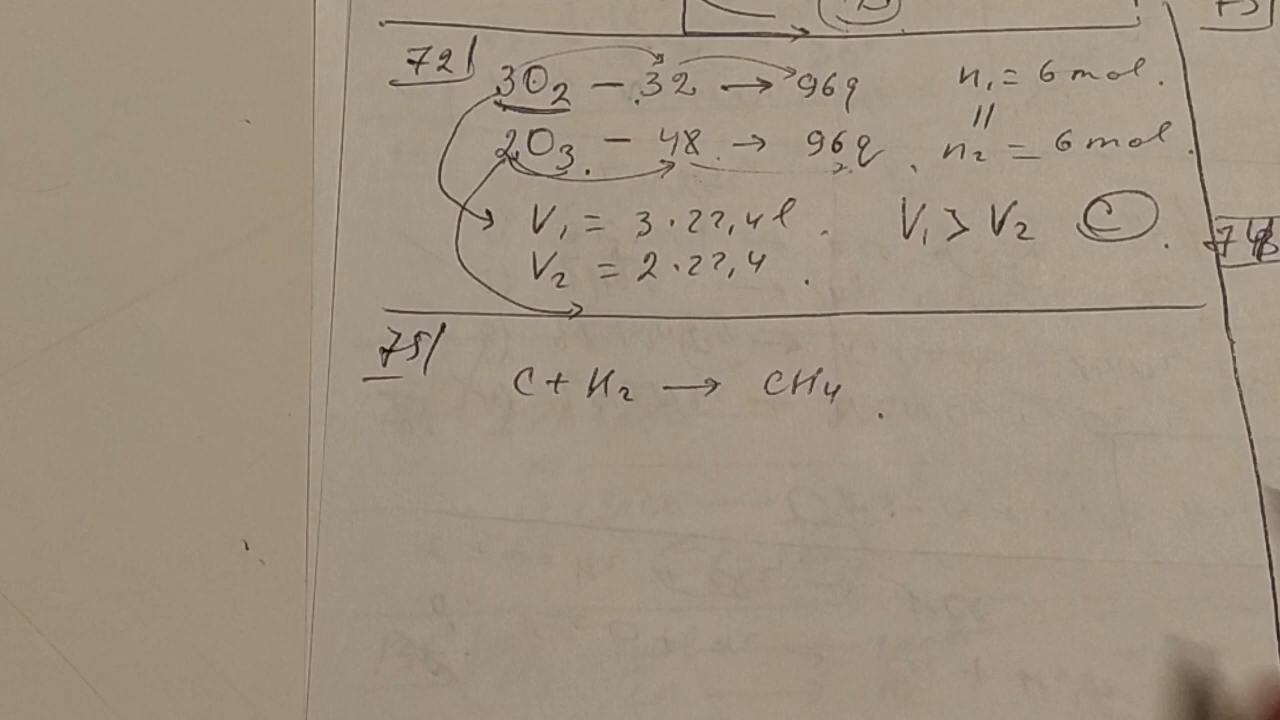 72
3O₂ – 32 → 96g n₁ = 6 mol.
2O₃. – 48. → 96g. n₂ = 6 mol.
V₁ = 3·22,4 l. V₁ > V₂ C.
V₂ = 2·22,4.
75
C + H₂ → CH₄.